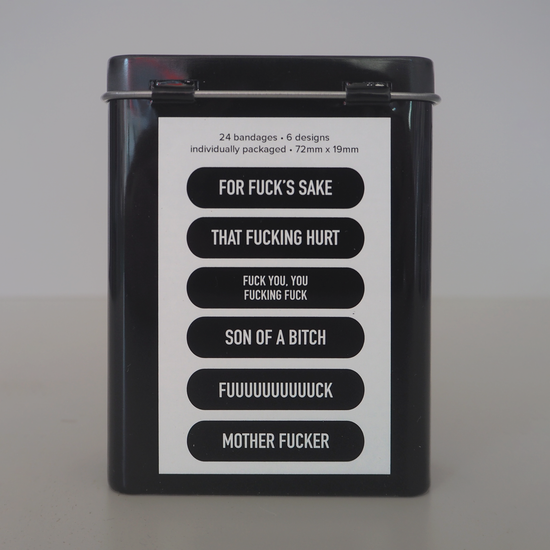 24 bandages • 6 designs
individually packaged • 72mm x 19mm
FOR FUCK'S SAKE
THAT FUCKING HURT
FUCK YOU, YOU
FUCKING FUCK
SON OF A BITCH
FUUUUUUUUUUCK
MOTHER FUCKER